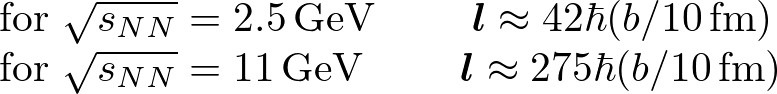 for √s_NN = 2.5 GeV l ≈ 42ℏ(b/10 fm)
for √s_NN = 11 GeV l ≈ 275ℏ(b/10 fm)